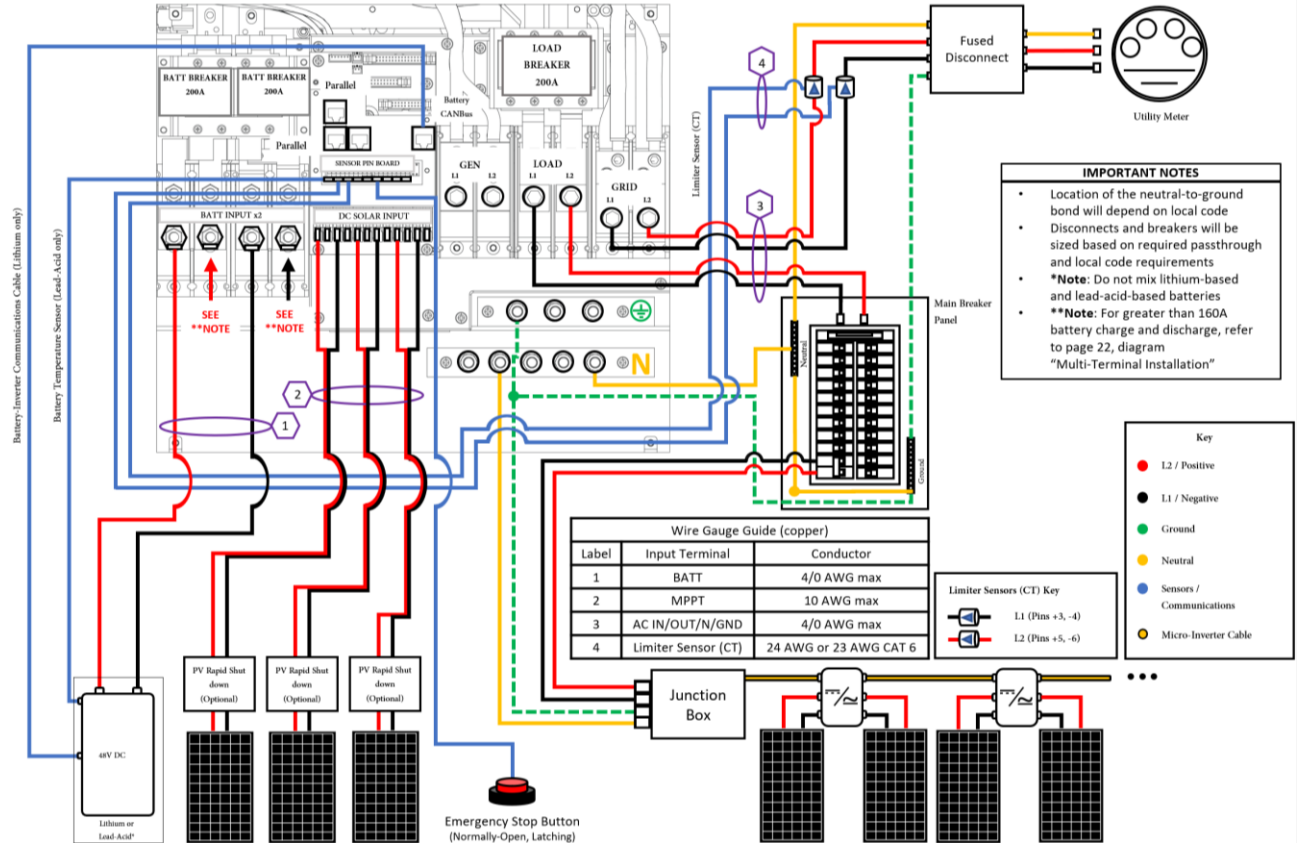 BATT BREAKER
200A
BATT BREAKER
200A
Parallel
Battery
CANBus
Parallel
LOAD
BREAKER
200A
SENSOR PIN BOARD
GEN
L1
L2
LOAD
L1
L2
GRID
L1
L2
BATT INPUT x2
DC SOLAR INPUT
SEE
**NOTE
SEE
**NOTE
N
1
2
3
4
Limiter Sensor (CT)
Battery-Inverter Communications Cable (Lithium only)
Battery Temperature Sensor (Lead-Acid only)
Fused
Disconnect
Utility Meter
IMPORTANT NOTES
• Location of the neutral-to-ground
bond will depend on local code
• Disconnects and breakers will be
sized based on required passthrough
and local code requirements
• *Note: Do not mix lithium-based
and lead-acid-based batteries
• **Note: For greater than 160A
battery charge and discharge, refer
to page 22, diagram
“Multi-Terminal Installation”
Main Breaker
Panel
Neutral
Ground
Key
L2 / Positive
L1 / Negative
Ground
Neutral
Sensors /
Communications
Micro-Inverter Cable
Wire Gauge Guide (copper)
Label Input Terminal Conductor
1 BATT 4/0 AWG max
2 MPPT 10 AWG max
3 AC IN/OUT/N/GND 4/0 AWG max
4 Limiter Sensor (CT) 24 AWG or 23 AWG CAT 6
Limiter Sensors (CT) Key
L1 (Pins +3, -4)
L2 (Pins +5, -6)
PV Rapid Shut
down
(Optional)
PV Rapid Shut
down
(Optional)
PV Rapid Shut
down
(Optional)
Junction
Box
48V DC
Lithium or
Lead-Acid*
Emergency Stop Button
(Normally-Open, Latching)